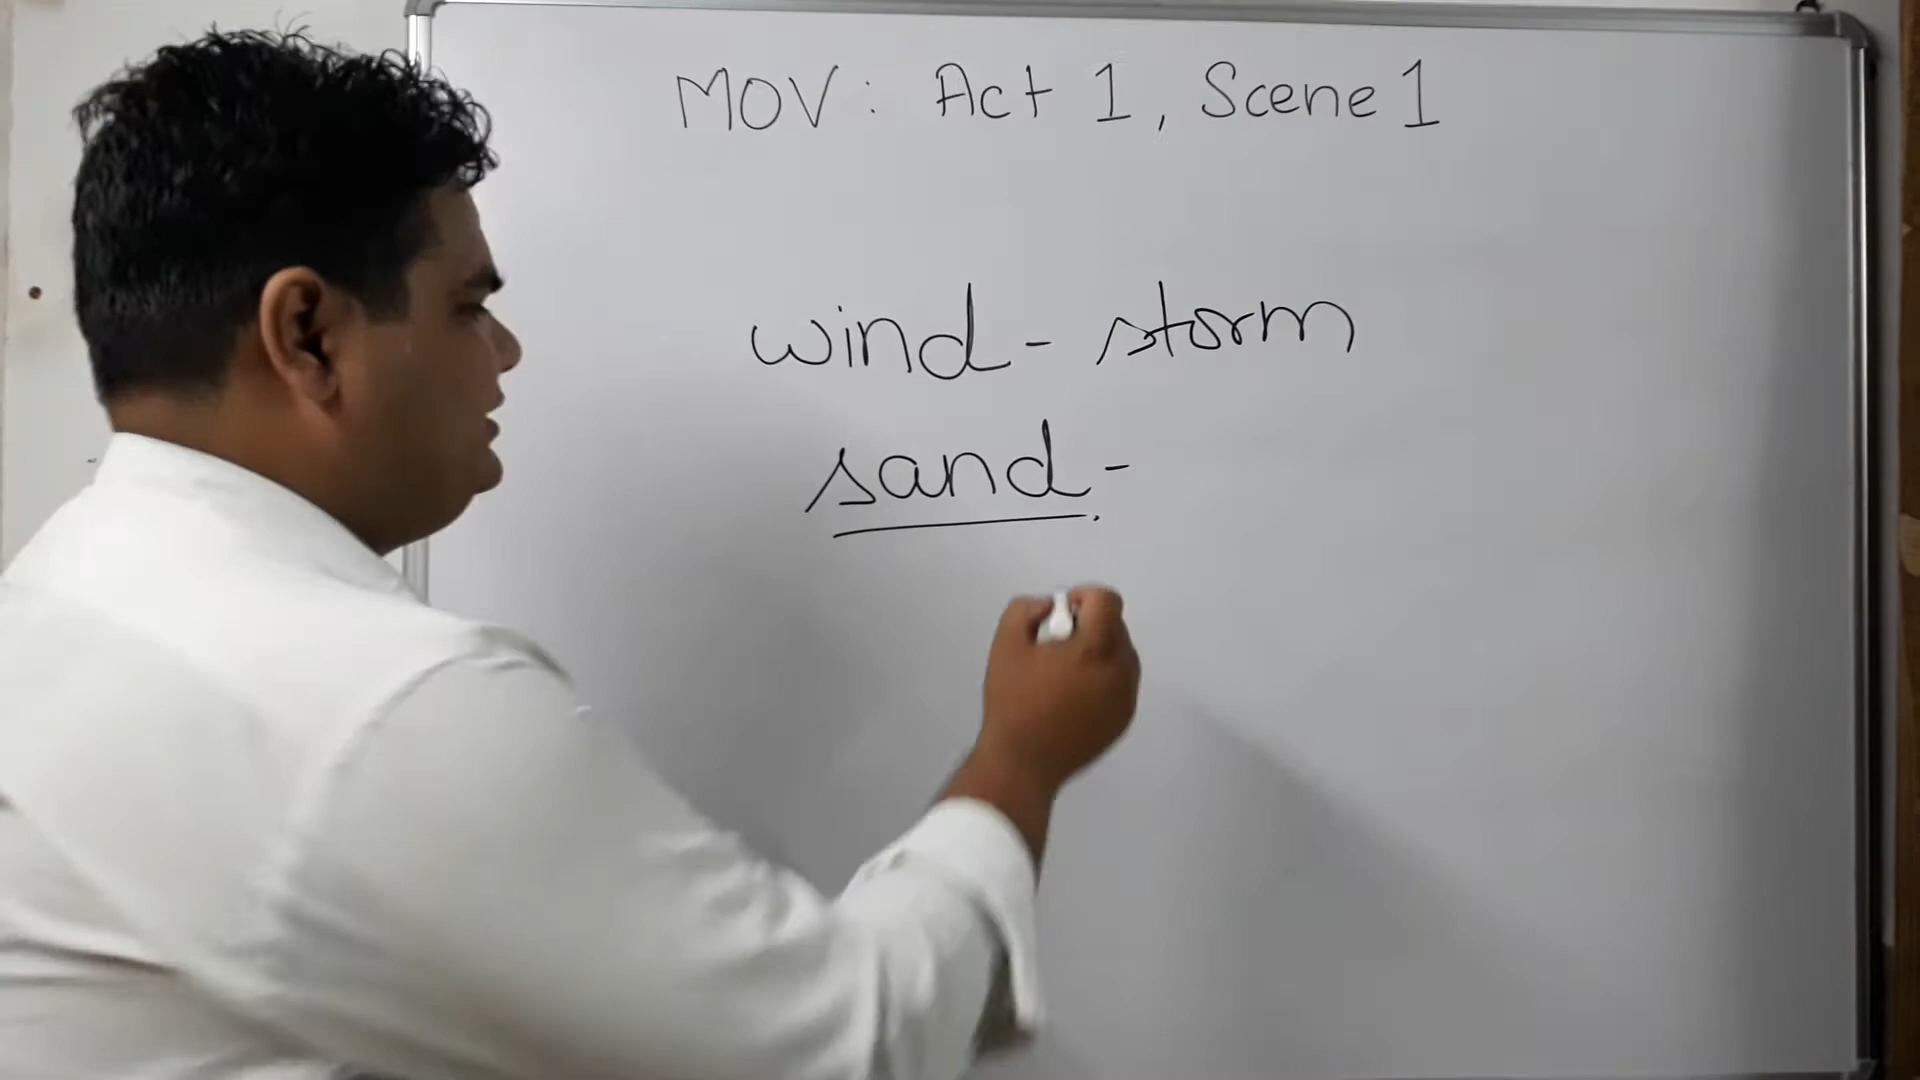 MOV: Act 1, Scene 1
wind - storm
sand -